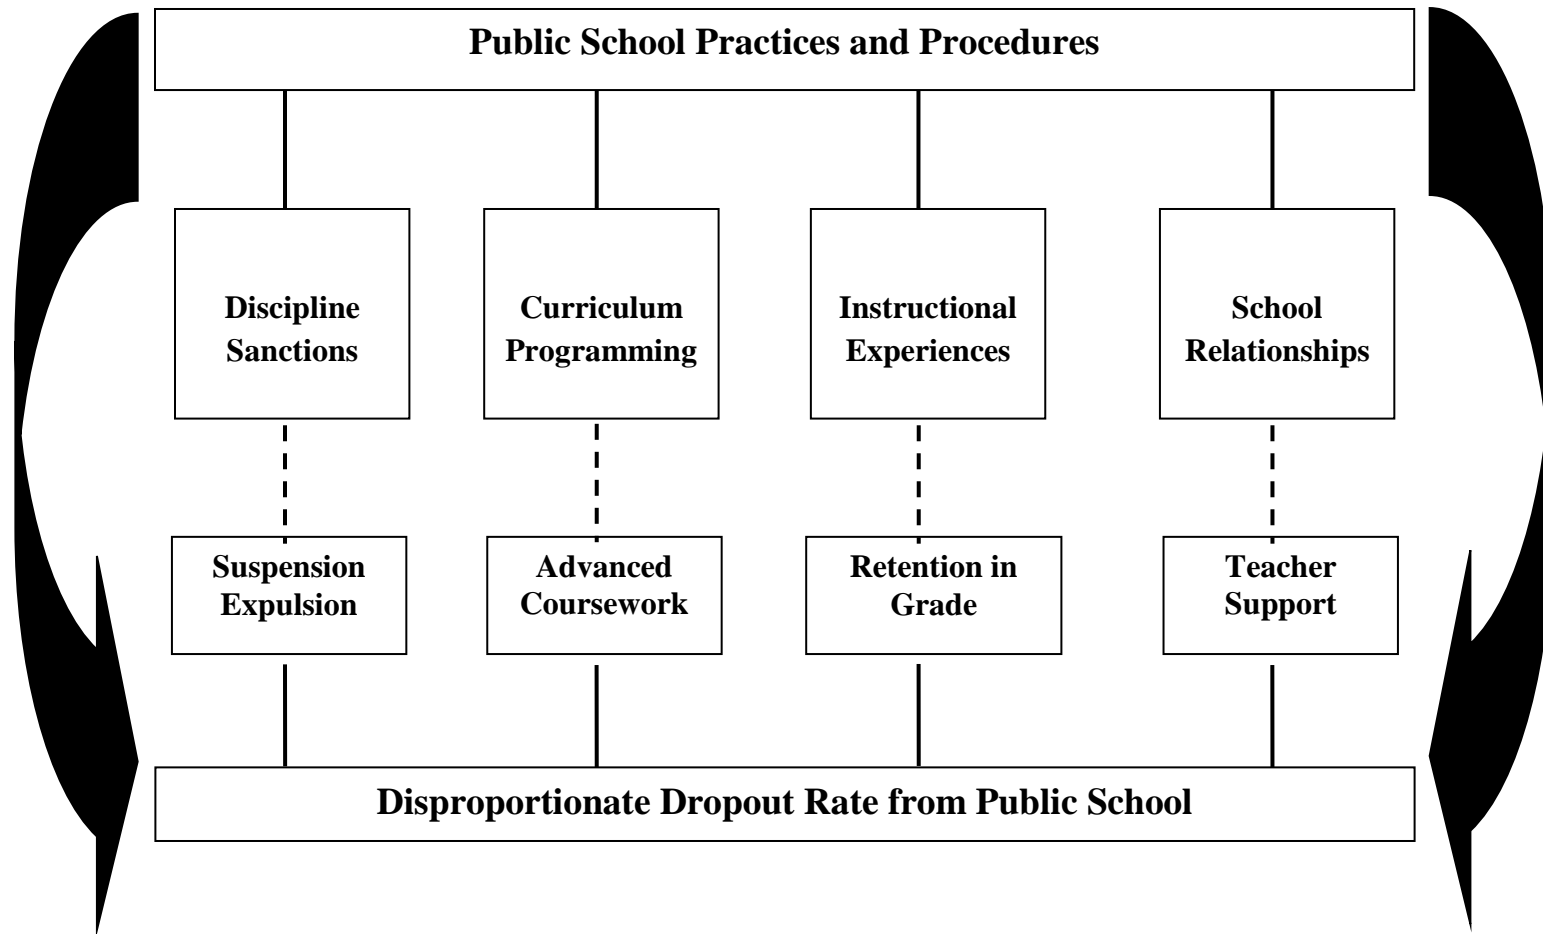 Public School Practices and Procedures
Discipline
Sanctions
Curriculum
Programming
Instructional
Experiences
School
Relationships
Suspension
Expulsion
Advanced
Coursework
Retention in
Grade
Teacher
Support
Disproportionate Dropout Rate from Public School